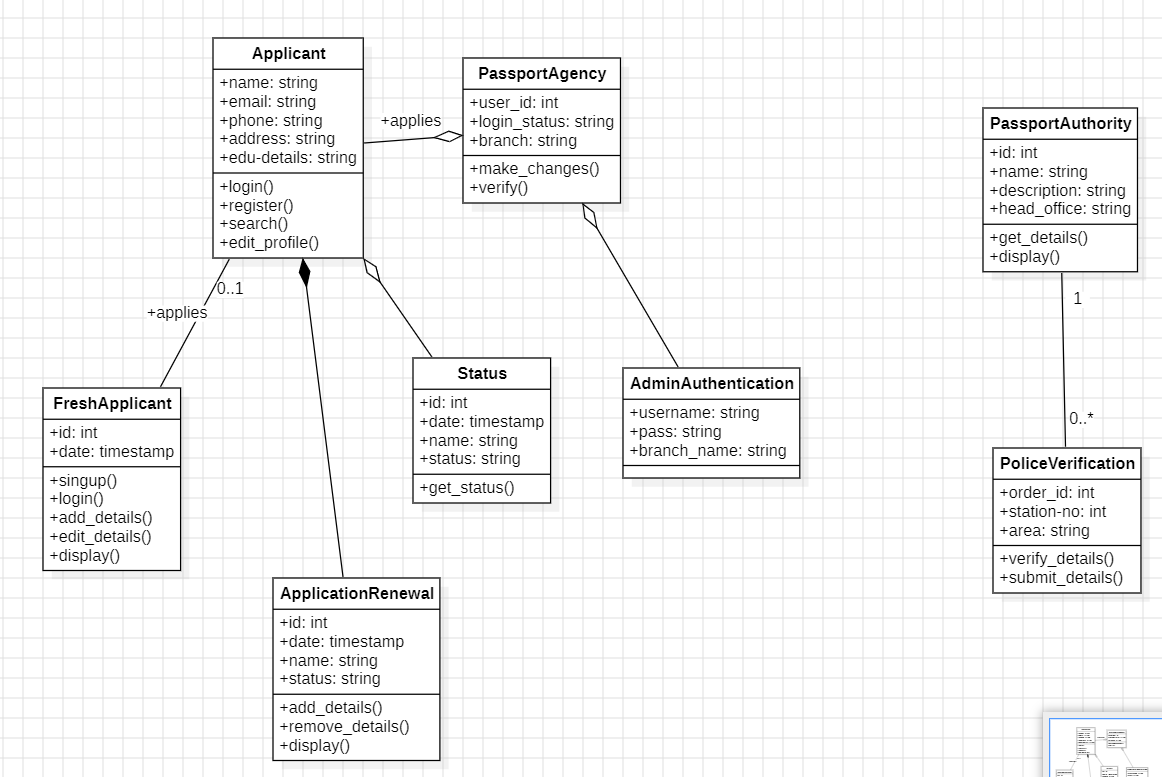 Applicant
+name: string
+email: string
+phone: string
+address: string
+edu-details: string
+login()
+register()
+search()
+edit_profile()
+applies
PassportAgency
+user_id: int
+login_status: string
+branch: string
+make_changes()
+verify()
PassportAuthority
+id: int
+name: string
+description: string
+head_office: string
+get_details()
+display()
0..1
+applies
1
0..*
FreshApplicant
+id: int
+date: timestamp
+singup()
+login()
+add_details()
+edit_details()
+display()
Status
+id: int
+date: timestamp
+name: string
+status: string
+get_status()
AdminAuthentication
+username: string
+pass: string
+branch_name: string
PoliceVerification
+order_id: int
+station-no: int
+area: string
+verify_details()
+submit_details()
ApplicationRenewal
+id: int
+date: timestamp
+name: string
+status: string
+add_details()
+remove_details()
+display()